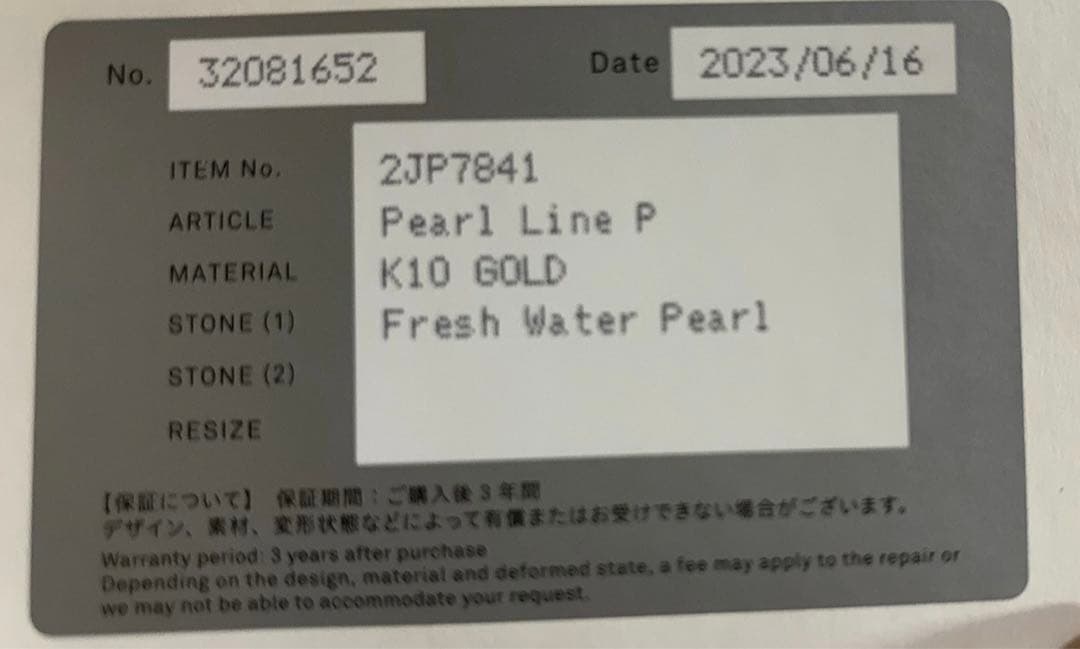 No. 32081652 Date 2023/06/16
ITEM No. 2JP7841
ARTICLE Pearl Line P
MATERIAL K10 GOLD
STONE (1) Fresh Water Pearl
STONE (2)
RESIZE
【保証について】 保証期間：ご購入後3年間
デザイン、素材、変形状態などによって有償またはお受けできない場合がございます。
Warranty period: 3 years after purchase
Depending on the design, material and deformed state, a fee may apply to the repair or
we may not be able to accommodate your request.